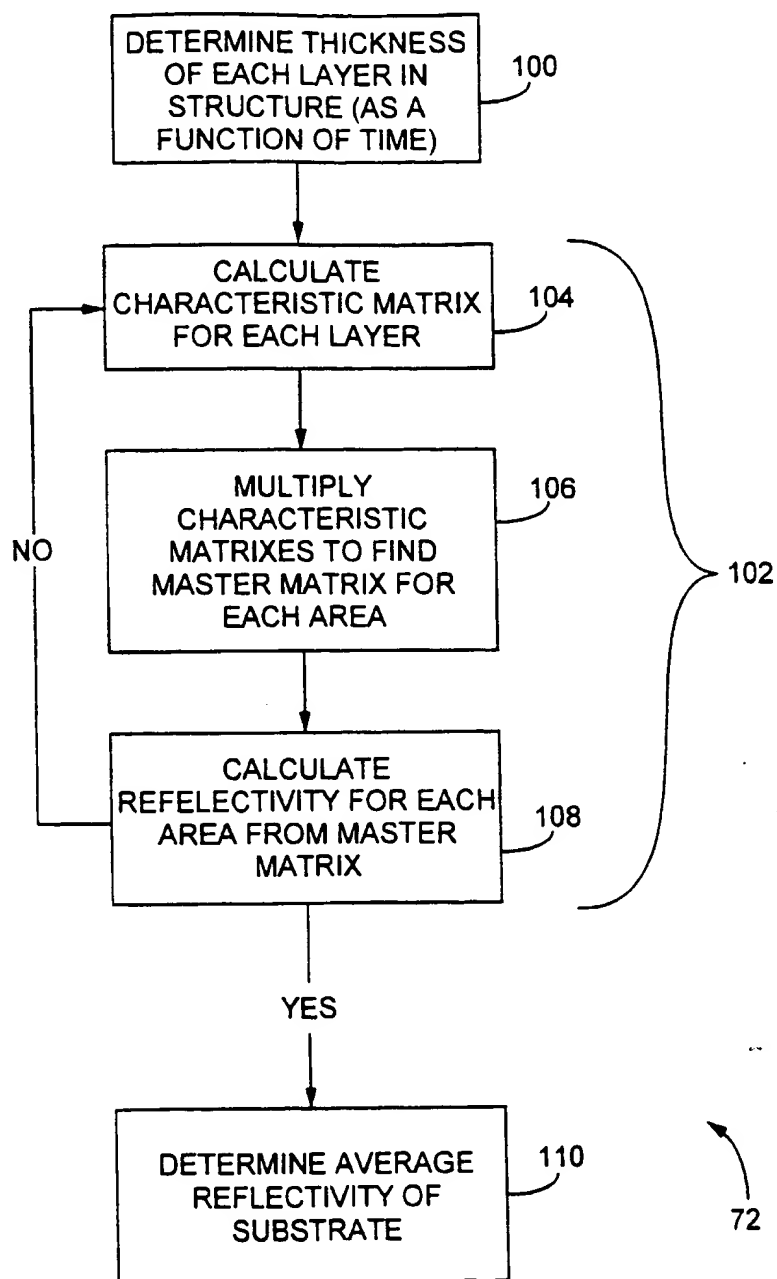 DETERMINE THICKNESS
OF EACH LAYER IN
STRUCTURE (AS A
FUNCTION OF TIME)
100
CALCULATE
CHARACTERISTIC MATRIX
FOR EACH LAYER
104
MULTIPLY
CHARACTERISTIC
MATRIXES TO FIND
MASTER MATRIX FOR
EACH AREA
106
NO
102
CALCULATE
REFELECTIVITY FOR EACH
AREA FROM MASTER
MATRIX
108
YES
DETERMINE AVERAGE
REFLECTIVITY OF
SUBSTRATE
110
72